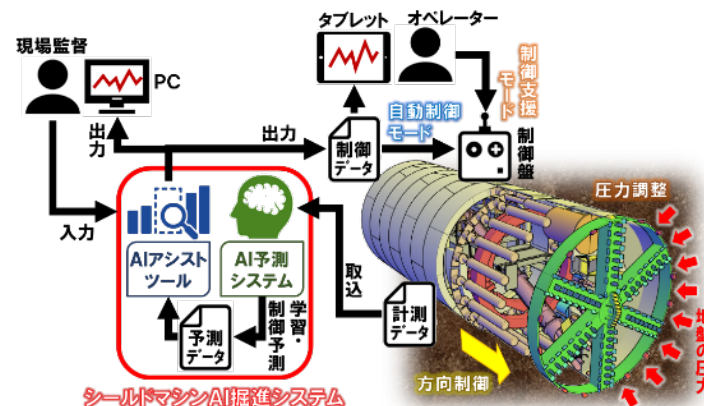 現場監督
PC
タブレット
オペレーター
制御支援
モード
出力
出力
自動制御
モード
制御
データ
制御盤
入力
AIアシスト
ツール
AI予測
システム
取込
予測
データ
学習・
制御予測
計測
データ
圧力調整
地盤の圧力
方向制御
シールドマシンAI掘進システム